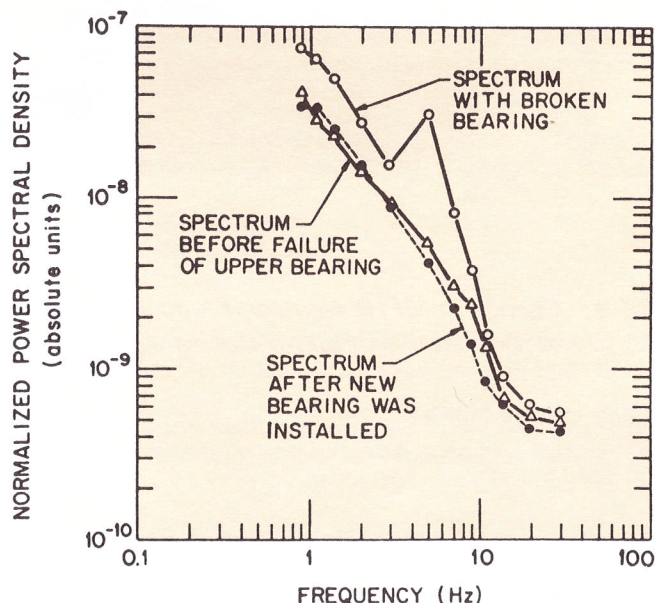 10⁻⁷
10⁻⁸
10⁻⁹
10⁻¹⁰
NORMALIZED POWER SPECTRAL DENSITY
(absolute units)
SPECTRUM
WITH BROKEN
BEARING
SPECTRUM
BEFORE FAILURE
OF UPPER BEARING
SPECTRUM
AFTER NEW
BEARING WAS
INSTALLED
0.1
1
10
100
FREQUENCY (Hz)